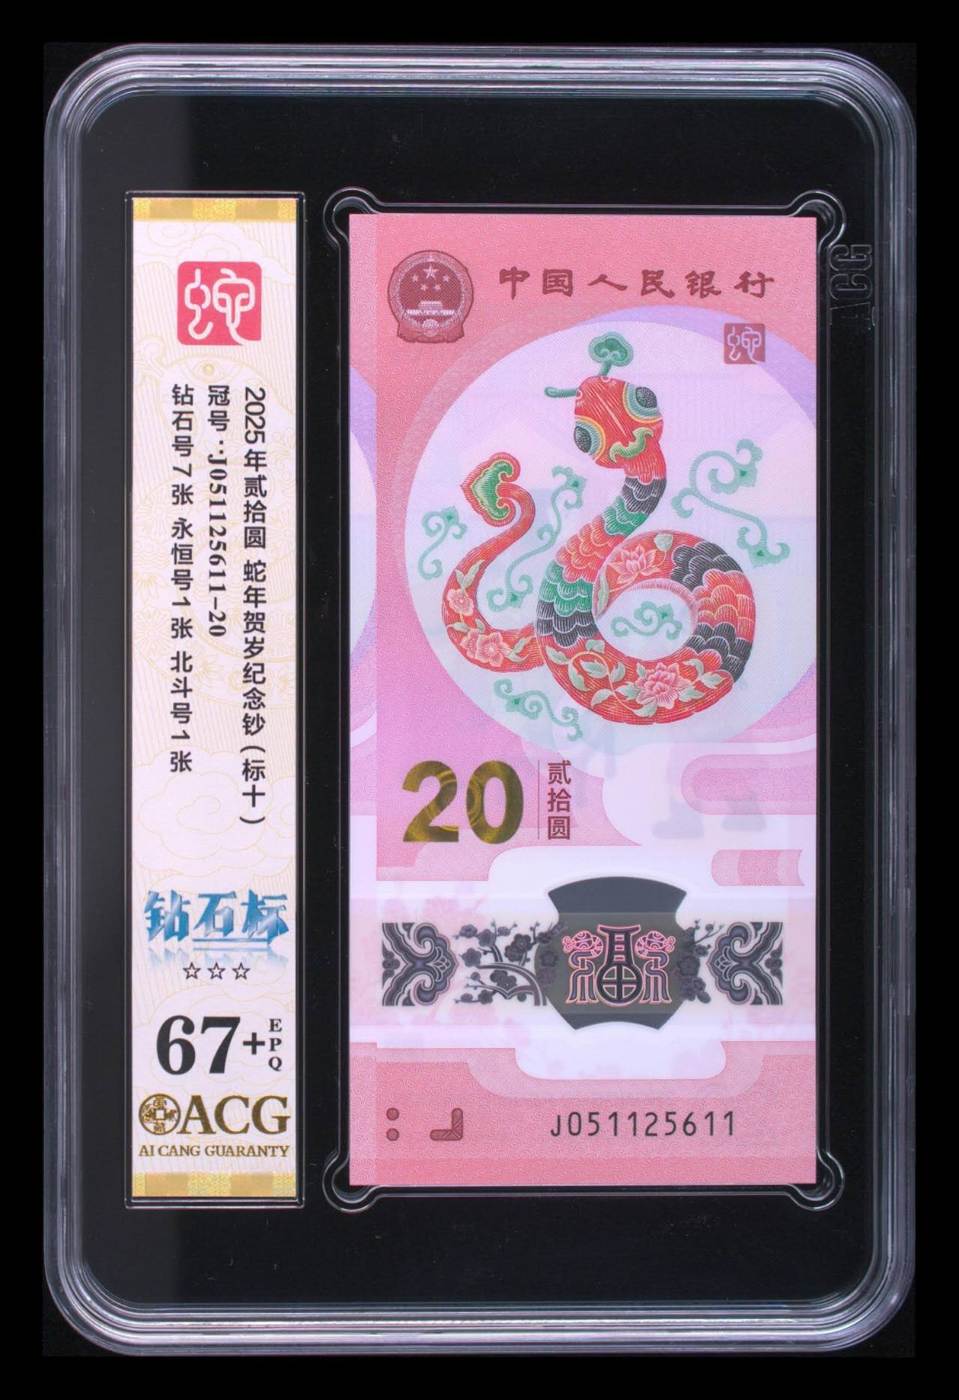 蛇
2025年贰拾圆 蛇年贺岁纪念钞（标十）
冠号：J051125611-20
钻石号7张 永恒号1张 北斗号1张
钻石标
☆☆☆
67+EPQ
ACG
AI CANG GUARANTY
中国人民银行
蛇
20
贰拾圆
福
J051125611
ACG